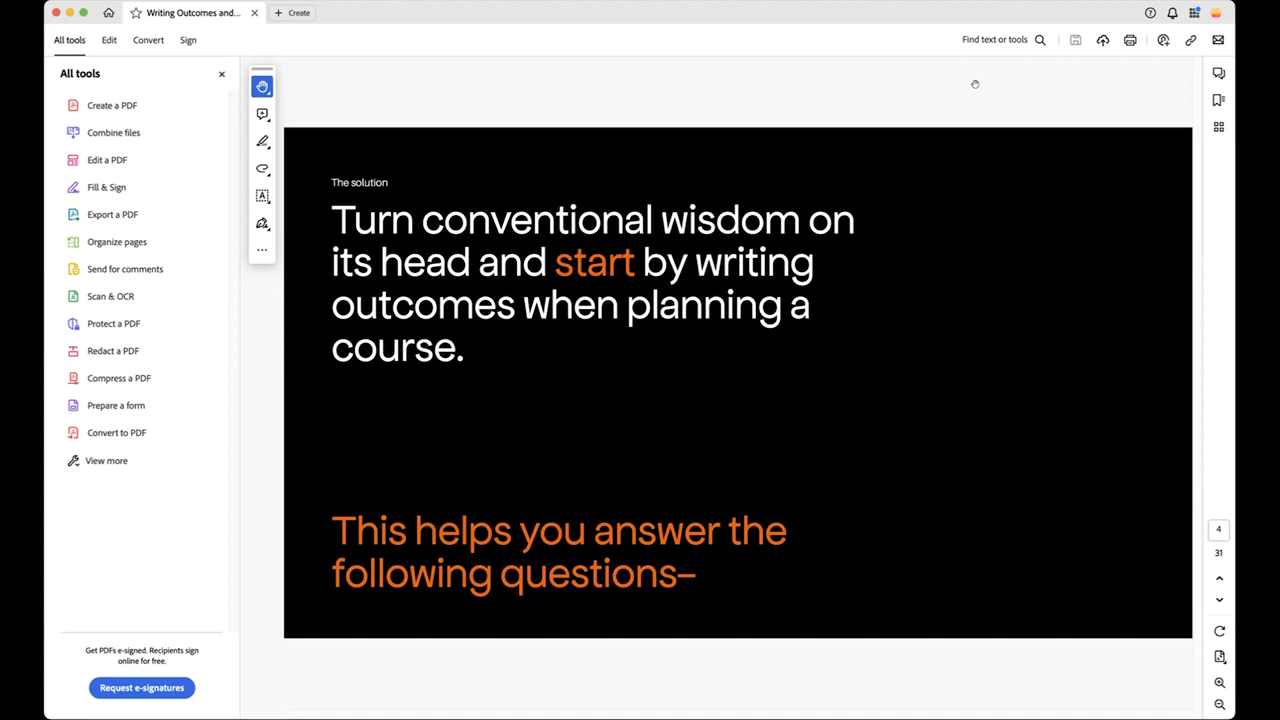 Writing Outcomes and...
Create
All tools
Edit
Convert
Sign
Find text or tools
All tools
Create a PDF
Combine files
Edit a PDF
Fill & Sign
Export a PDF
Organize pages
Send for comments
Scan & OCR
Protect a PDF
Redact a PDF
Compress a PDF
Prepare a form
Convert to PDF
View more
Get PDFs e-signed. Recipients sign
online for free.
Request e-signatures
The solution
Turn conventional wisdom on
its head and start by writing
outcomes when planning a
course.
This helps you answer the
following questions–
4
31